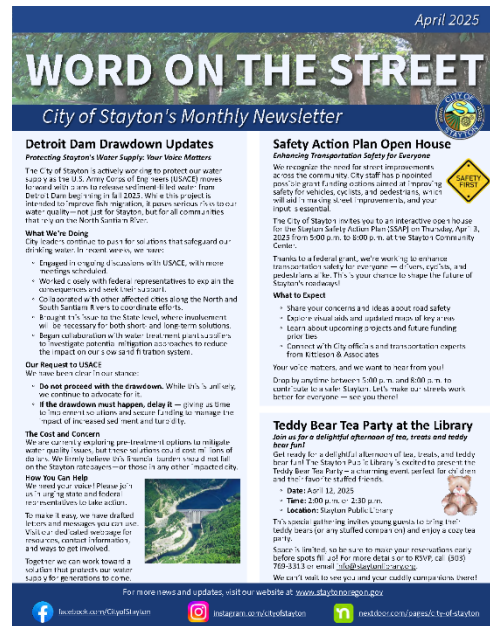 April 2025
WORD ON THE STREET
City of Stayton's Monthly Newsletter
CITY OF
STAYTON
Detroit Dam Drawdown Updates
Protecting Stayton's Water Supply: Your Voice Matters
The City of Stayton is actively working to protect our water
supply as the U.S. Army Corps of Engineers (USACE) moves
forward with plans to release sediment-filled water from
Detroit Dam beginning in fall 2025. While this project is
intended to improve fish migration, it poses serious risks to our
water quality—not just for Stayton, but for all communities
that rely on the North Santiam River.
What We're Doing
City leaders continue to push for solutions that safeguard our
drinking water. In recent weeks, we have:
• Engaged in ongoing discussions with USACE, with more
meetings scheduled.
• Worked closely with federal representatives to explain the
consequences and seek their support.
• Collaborated with other affected cities along the North and
South Santiam Rivers to coordinate efforts.
• Brought this issue to the State level, where involvement
will be necessary for both short- and long-term solutions.
• Began collaboration with water treatment plant suppliers
to investigate potential mitigation approaches to reduce
the impact on our slow sand filtration system.
Our Request to USACE
We have been clear in our stance:
• Do not proceed with the drawdown. While this is unlikely,
we continue to advocate for it.
• If the drawdown must happen, delay it — giving us time
to implement solutions and secure funding to manage the
impact of increased sediment and turbidity.
The Cost and Concern
We are currently exploring pre-treatment options to mitigate
water quality issues, but these solutions could cost millions of
dollars. We firmly believe this financial burden should not fall
on the Stayton ratepayers—or those in any other impacted city.
How You Can Help
We need your voice! Please join
us in urging state and federal
representatives to take action.
To make it easy, we have drafted
letters and messages you can use.
Visit our dedicated webpage for
resources, contact information,
and ways to get involved.
Together we can work toward a
solution that protects our water
supply for generations to come.
Safety Action Plan Open House
Enhancing Transportation Safety for Everyone
We recognize the need for street improvements
across the community. City staff has pinpointed
possible grant funding options aimed at improving
safety for vehicles, cyclists, and pedestrians, which
will aid in making street improvements, and your
input is essential.
SAFETY
FIRST
The City of Stayton invites you to an interactive open house
for the Stayton Safety Action Plan (SSAP) on Thursday, April 3,
2025 from 5:00 p.m. to 8:00 p.m. at the Stayton Community
Center.
Thanks to a federal grant, we're working to enhance
transportation safety for everyone — drivers, cyclists, and
pedestrians alike. This is your chance to shape the future of
Stayton's roadways!
What to Expect
• Share your concerns and ideas about road safety
• Explore visual aids and updated maps of key areas
• Learn about upcoming projects and future funding
priorities
• Connect with City officials and transportation experts
from Kittelson & Associates
Your voice matters, and we want to hear from you!
Drop by anytime between 5:00 p.m. and 8:00 p.m. to
contribute to a safer Stayton. Let's make our streets work
better for everyone — see you there!
Teddy Bear Tea Party at the Library
Join us for a delightful afternoon of tea, treats and teddy
bear fun!
Get ready for a delightful afternoon of tea, treats, and teddy
bear fun! The Stayton Public Library is excited to present the
Teddy Bear Tea Party – a charming event perfect for children
and their favorite stuffed friends.
• Date: April 12, 2025
• Time: 2:00 p.m. or 2:30 p.m.
• Location: Stayton Public Library
This special gathering invites young guests to bring their
teddy bears (or any stuffed companion) and enjoy a cozy tea
party.
Space is limited, so be sure to make your reservations early
before spots fill up! For more details or to RSVP, call (503)
769-3313 or email info@staytonlibrary.org.
We can't wait to see you and your cuddly companions there!
For more news and updates, visit our website at www.staytonoregon.gov
facebook.com/CityofStayton
instagram.com/cityofstayton
nextdoor.com/pages/city-of-stayton